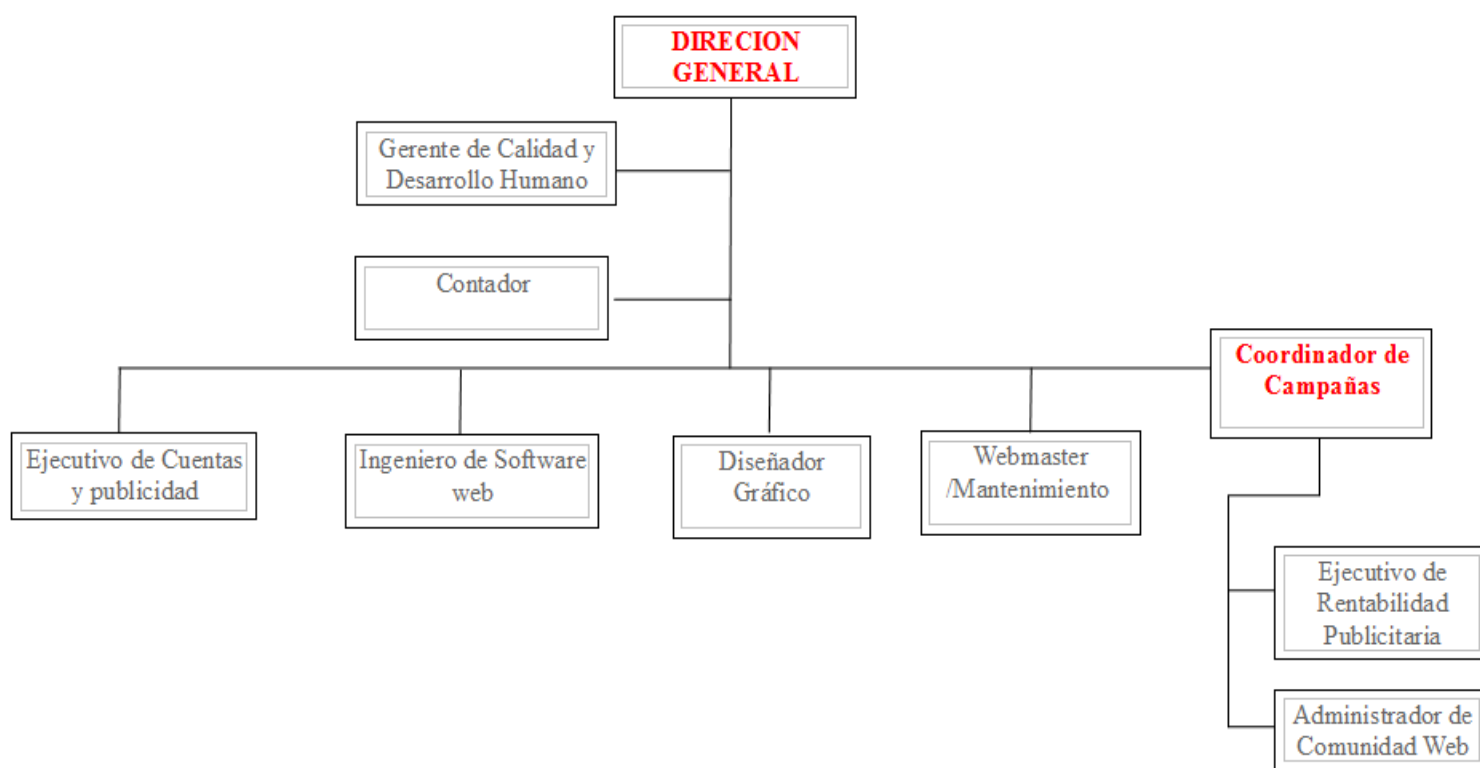 DIRECION
GENERAL
Gerente de Calidad y
Desarrollo Humano
Contador
Coordinador de
Campañas
Ejecutivo de Cuentas
y publicidad
Ingeniero de Software
web
Diseñador
Gráfico
Webmaster
/Mantenimiento
Ejecutivo de
Rentabilidad
Publicitaria
Administrador de
Comunidad Web